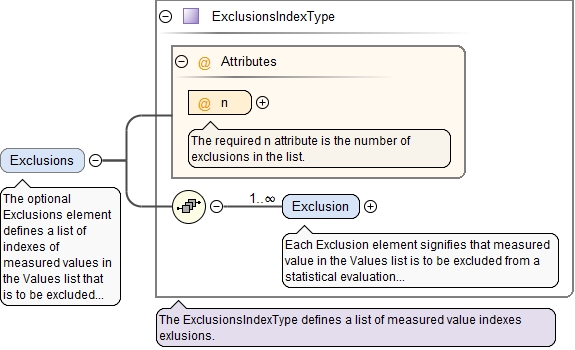 ExclusionsIndexType
@ Attributes
@ n
The required n attribute is the number of
exclusions in the list.
Exclusions
The optional
Exclusions element
defines a list of
indexes of
measured values in
the Values list that
is to be excluded...
1..∞
Exclusion
Each Exclusion element signifies that measured
value in the Values list is to be excluded from a
statistical evaluation...
The ExclusionsIndexType defines a list of measured value indexes
exlusions.